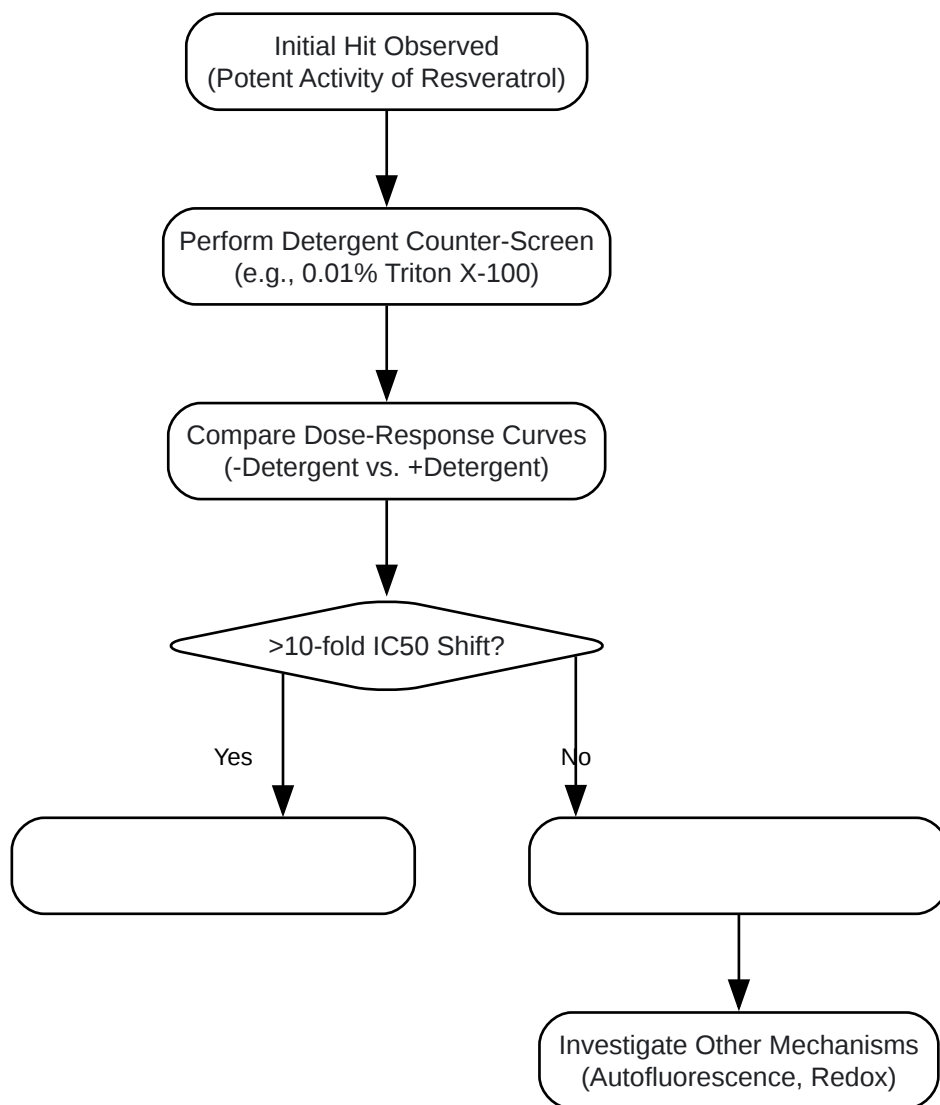 Initial Hit Observed
(Potent Activity of Resveratrol)
Perform Detergent Counter-Screen
(e.g., 0.01% Triton X-100)
Compare Dose-Response Curves
(-Detergent vs. +Detergent)
>10-fold IC50 Shift?
Yes
No
Investigate Other Mechanisms
(Autofluorescence, Redox)